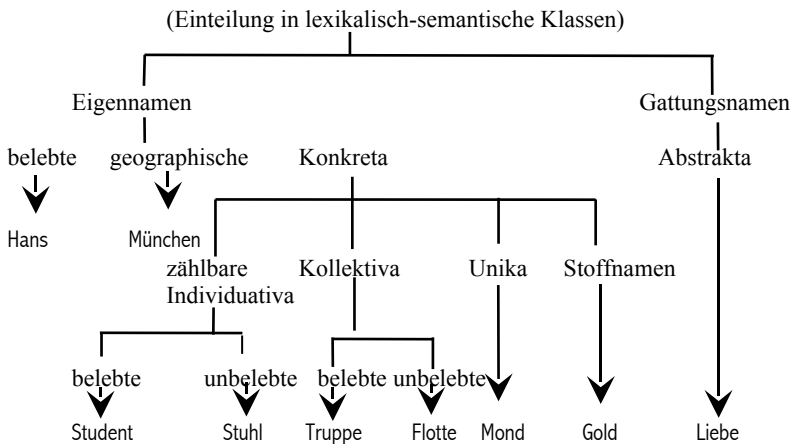 (Einteilung in lexikalisch-semantische Klassen)
Eigennamen Gattungsnamen
belebte geographische Konkreta Abstrakta
Hans München
zählbare Kollektiva Unika Stoffnamen
Individuativa
belebte unbelebte belebte unbelebte
Student Stuhl Truppe Flotte Mond Gold Liebe